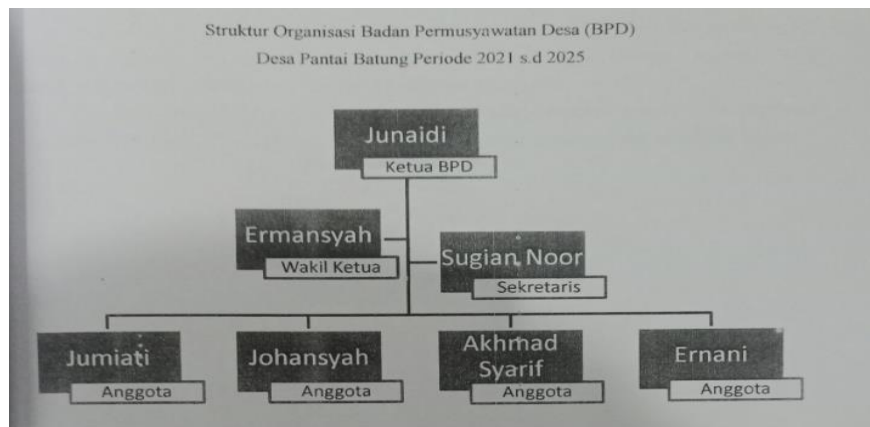 Struktur Organisasi Badan Permusyawatan Desa (BPD)
Desa Pantai Batung Periode 2021 s.d 2025
Junaidi
Ketua BPD
Ermansyah
Wakil Ketua
Sugian Noor
Sekretaris
Jumiati
Anggota
Johansyah
Anggota
Akhmad
Syarif
Anggota
Ernani
Anggota